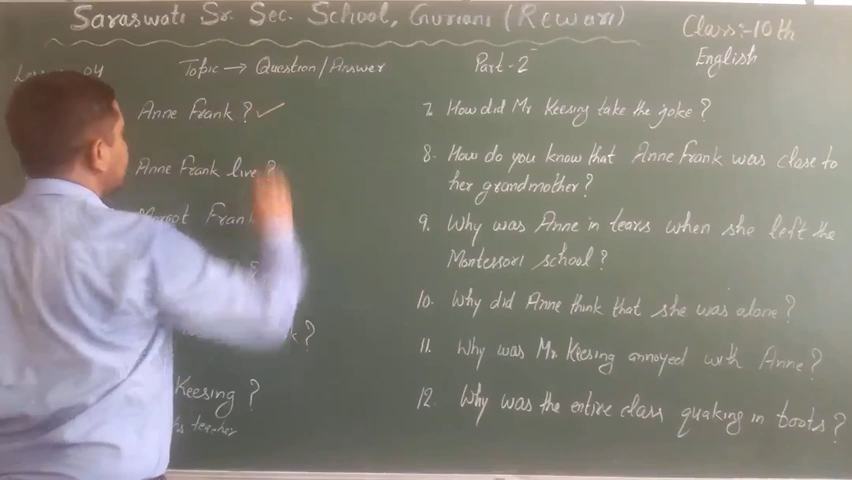 Saraswati Sr. Sec. School, Guriani (Rewari)
Class:-10th
English
04
Topic → Question/Answer
Part-2
Anne Frank? ✓
Anne Frank live?
Margot Frank
?
Keesing?
teacher
7. How did Mr Keesing take the joke?
8. How do you know that Anne Frank was close to
her grandmother?
9. Why was Anne in tears when she left the
Montessori school?
10. Why did Anne think that she was alone?
11. Why was Mr. Keesing annoyed with Anne?
12. Why was the entire class quaking in boots?